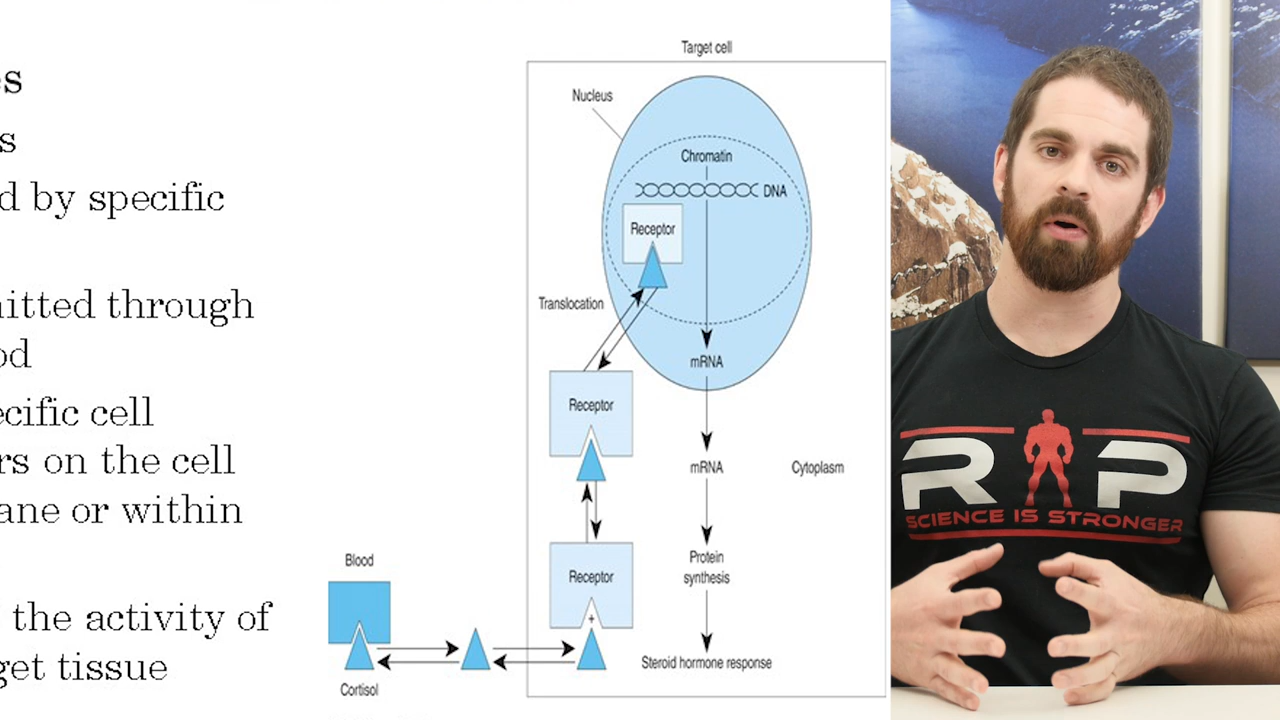 es
s
d by specific
nitted through
od
ecific cell
rs on the cell
ane or within
the activity of
get tissue
Target cell
Nucleus
Chromatin
DNA
Receptor
Translocation
mRNA
Receptor
mRNA
Cytoplasm
Blood
Receptor
+
Protein
synthesis
Steroid hormone response
Cortisol
R P
SCIENCE IS STRONGER